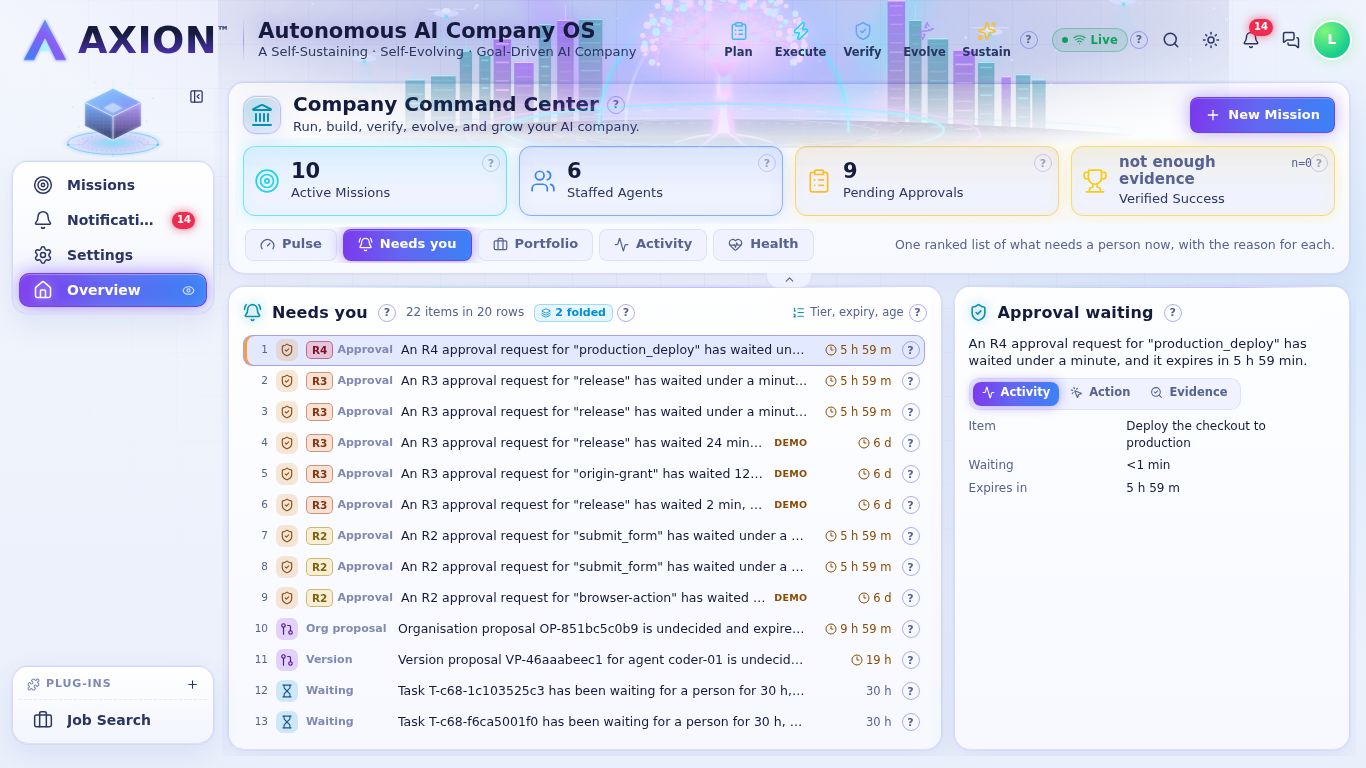 AXION™
Autonomous AI Company OS
A Self-Sustaining · Self-Evolving · Goal-Driven AI Company
Plan
Execute
Verify
Evolve
Sustain
?
Live
?
14
L
Company Command Center ?
Run, build, verify, evolve, and grow your AI company.
+ New Mission
10
Active Missions
?
6
Staffed Agents
?
9
Pending Approvals
?
not enough evidence
n=0 ?
Verified Success
Pulse
Needs you
Portfolio
Activity
Health
One ranked list of what needs a person now, with the reason for each.
Missions
Notificati... 14
Settings
Overview
PLUG-INS +
Job Search
Needs you ? 22 items in 20 rows 2 folded ? Tier, expiry, age ?
1 R4 Approval An R4 approval request for "production_deploy" has waited un... 5 h 59 m ?
2 R3 Approval An R3 approval request for "release" has waited under a minut... 5 h 59 m ?
3 R3 Approval An R3 approval request for "release" has waited under a minut... 5 h 59 m ?
4 R3 Approval An R3 approval request for "release" has waited 24 min... DEMO 6 d ?
5 R3 Approval An R3 approval request for "origin-grant" has waited 12... DEMO 6 d ?
6 R3 Approval An R3 approval request for "release" has waited 2 min, ... DEMO 6 d ?
7 R2 Approval An R2 approval request for "submit_form" has waited under a ... 5 h 59 m ?
8 R2 Approval An R2 approval request for "submit_form" has waited under a ... 5 h 59 m ?
9 R2 Approval An R2 approval request for "browser-action" has waited ... DEMO 6 d ?
10 Org proposal Organisation proposal OP-851bc5c0b9 is undecided and expire... 9 h 59 m ?
11 Version Version proposal VP-46aaabeec1 for agent coder-01 is undecid... 19 h ?
12 Waiting Task T-c68-1c103525c3 has been waiting for a person for 30 h,... 30 h ?
13 Waiting Task T-c68-f6ca5001f0 has been waiting for a person for 30 h, ... 30 h ?
Approval waiting ?
An R4 approval request for "production_deploy" has
waited under a minute, and it expires in 5 h 59 min.
Activity
Action
Evidence
Item Deploy the checkout to
production
Waiting <1 min
Expires in 5 h 59 m